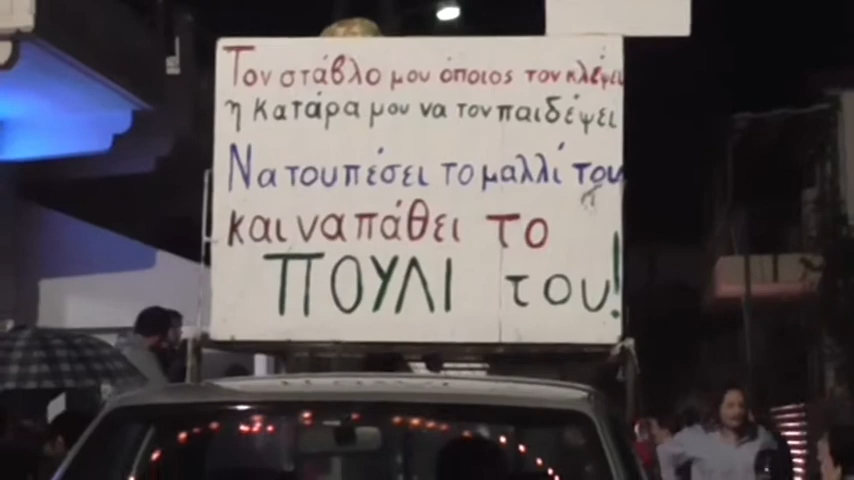 Τον στάβλο μου όποιος τον κλέψει
η κατάρα μου να τον παιδέψει
Να του πέσει το μαλλί του
και να πάθει το
ΠΟΥΛΙ του!